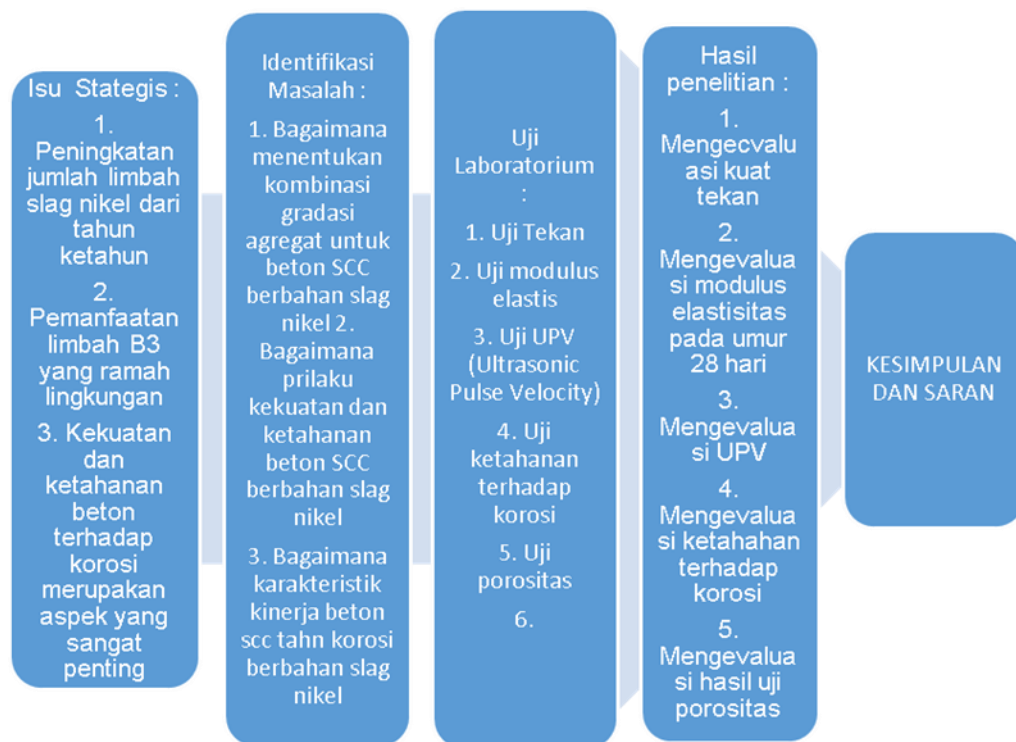 Isu Stategis :
1.
Peningkatan
jumlah limbah
slag nikel dari
tahun
ketahun
2.
Pemanfaatan
limbah B3
yang ramah
lingkungan
3. Kekuatan
dan
ketahanan
beton
terhadap
korosi
merupakan
aspek yang
sangat
penting
Identifikasi
Masalah :
1. Bagaimana
menentukan
kombinasi
gradasi
agregat untuk
beton SCC
berbahan slag
nikel 2.
Bagaimana
prilaku
kekuatan dan
ketahanan
beton SCC
berbahan slag
nikel
3. Bagaimana
karakteristik
kinerja beton
scc tahn korosi
berbahan slag
nikel
Uji
Laboratorium
:
1. Uji Tekan
2. Uji modulus
elastis
3. Uji UPV
(Ultrasonic
Pulse Velocity)
4. Uji
ketahanan
terhadap
korosi
5. Uji
porositas
6.
Hasil
penelitian :
1.
Mengecvalu
asi kuat
tekan
2.
Mengevalua
si modulus
elastisitas
pada umur
28 hari
3.
Mengevalua
si UPV
4.
Mengevalua
si ketahahan
terhadap
korosi
5.
Mengevalua
si hasil uji
porositas
KESIMPULAN
DAN SARAN